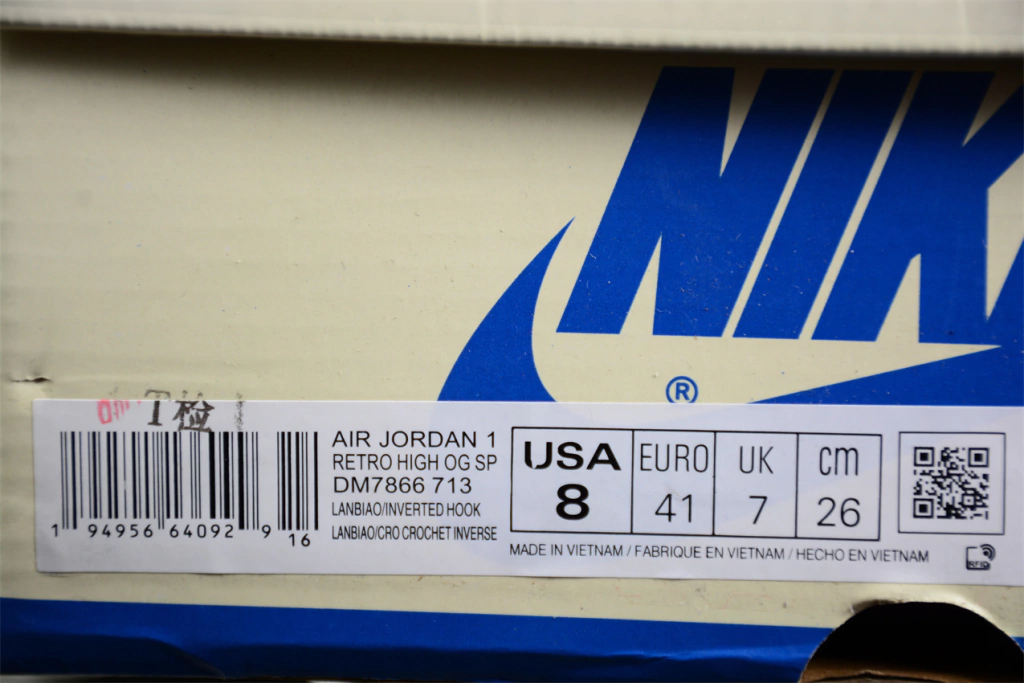 NIK
®
T检
AIR JORDAN 1
RETRO HIGH OG SP
DM7866 713
LANBIAO/INVERTED HOOK
LANBIAO/CRO CROCHET INVERSE
1 94956 64092 9 16
USA EURO UK cm
8 41 7 26
MADE IN VIETNAM / FABRIQUE EN VIETNAM / HECHO EN VIETNAM
RFID